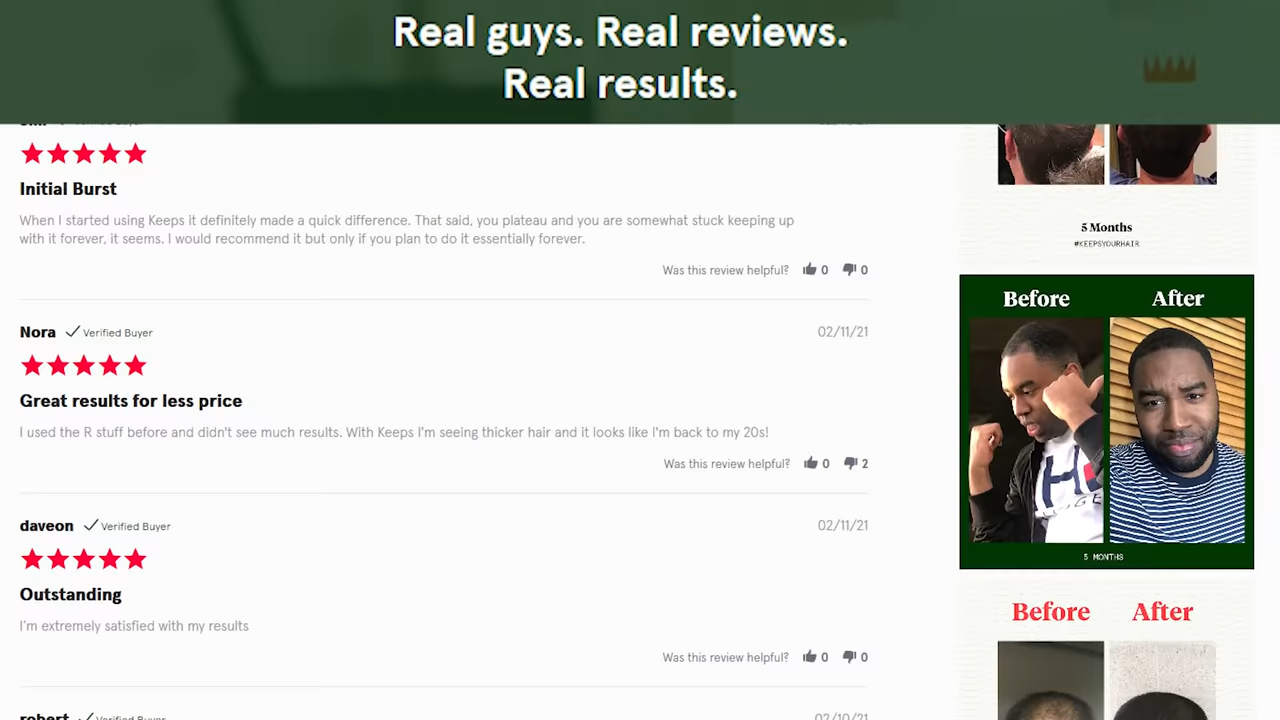 Real guys. Real reviews.
Real results.
Initial Burst
When I started using Keeps it definitely made a quick difference. That said, you plateau and you are somewhat stuck keeping up
with it forever, it seems. I would recommend it but only if you plan to do it essentially forever.
Was this review helpful? 0 0
Nora Verified Buyer 02/11/21
Great results for less price
I used the R stuff before and didn't see much results. With Keeps I'm seeing thicker hair and it looks like I'm back to my 20s!
Was this review helpful? 0 2
daveon Verified Buyer 02/11/21
Outstanding
I'm extremely satisfied with my results
Was this review helpful? 0 0
robert Verified Buyer 02/10/21
5 Months
#KEEPSYOURHAIR
Before After
H
5 MONTHS
Before After